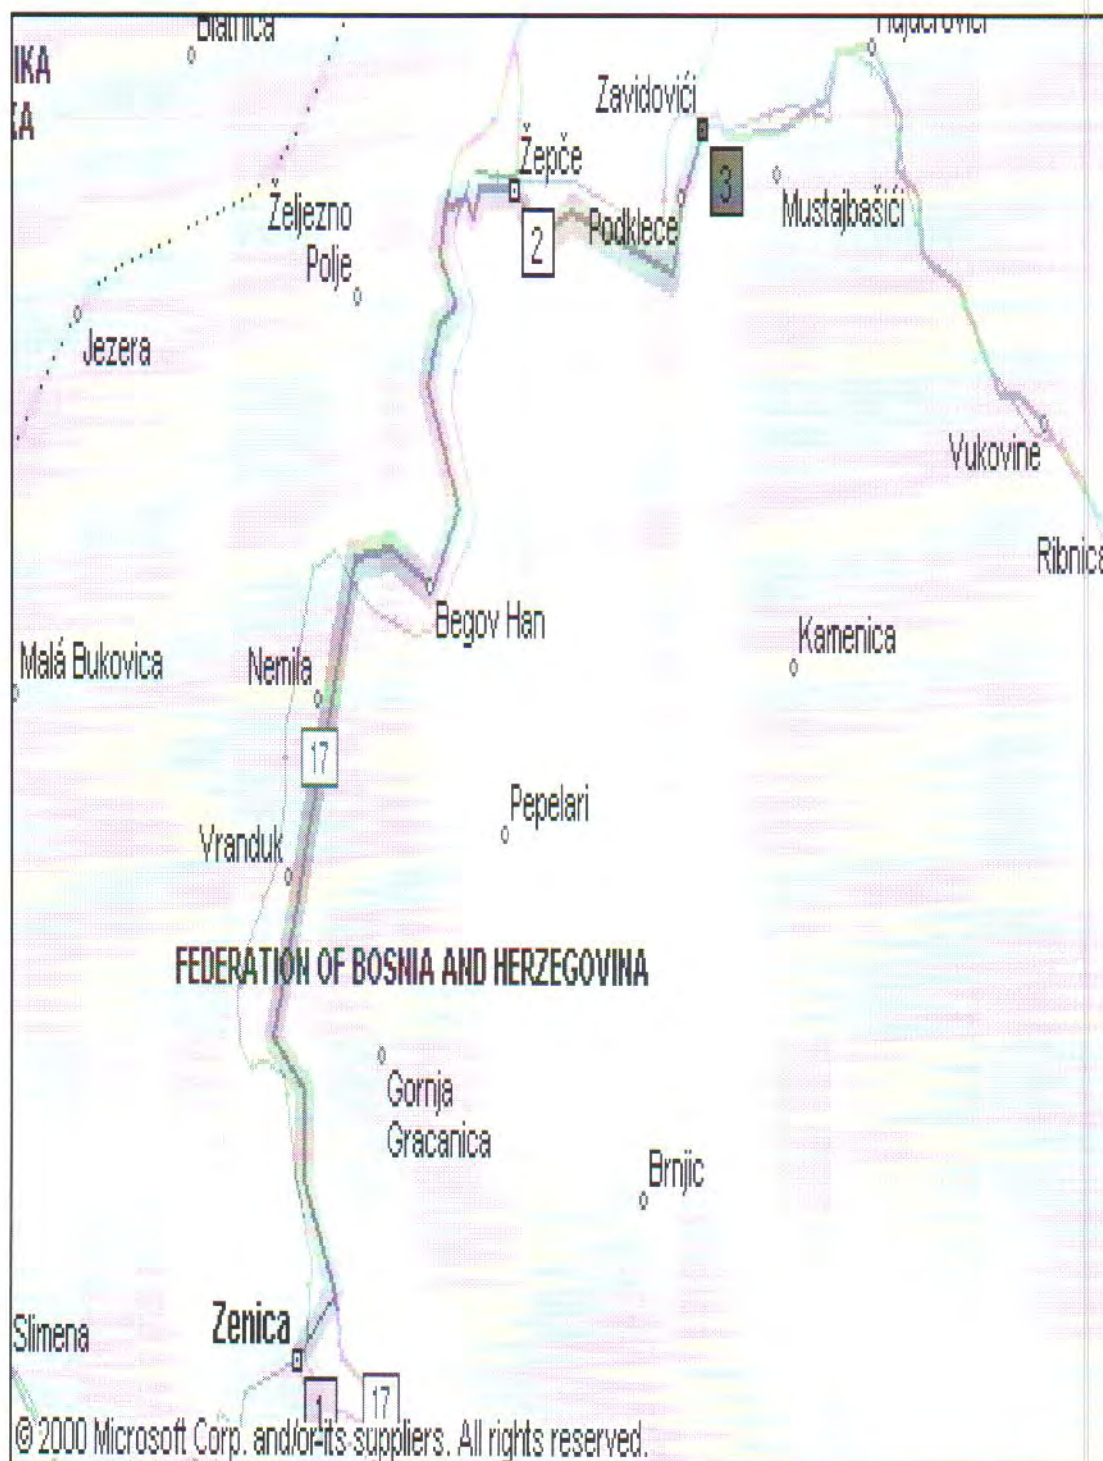 Blatnica
IKA
KA
Zavidovići
Žepče
3
Željezno
Polje
2
Podklece
Mustajbašići
Jezera
Vukovine
Ribnica
Begov Han
Malá Bukovica
Nemila
Kamenica
17
Pepelari
Vranduk
FEDERATION OF BOSNIA AND HERZEGOVINA
Gornja
Gracanica
Brnjic
Zenica
Slimena
1
17
© 2000 Microsoft Corp. and/or its suppliers. All rights reserved.